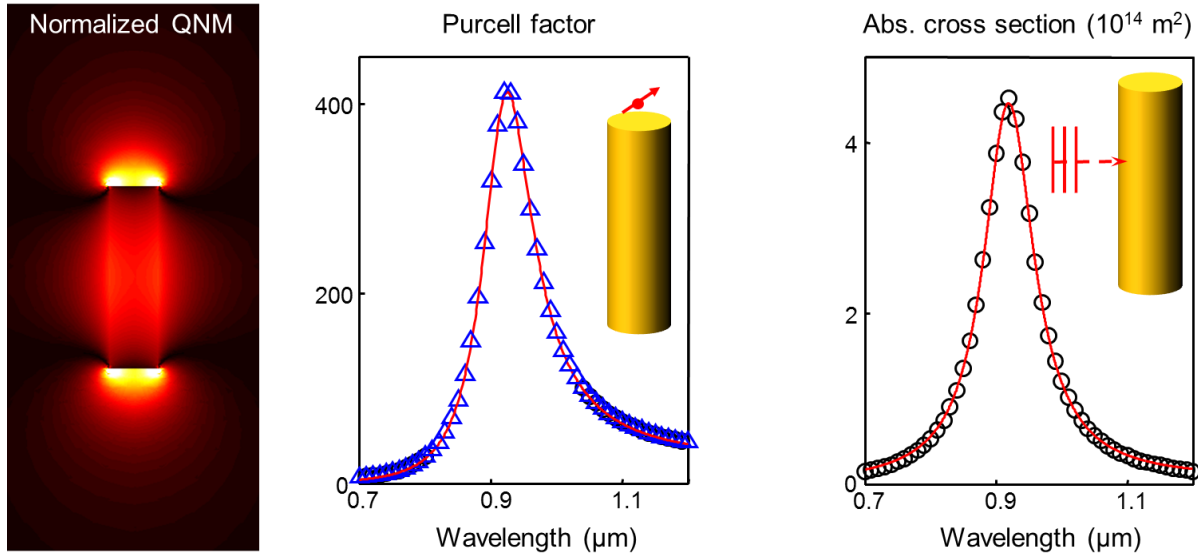 Normalized QNM
Purcell factor
400
200
0
0.7
0.9
1.1
Wavelength (μm)
Abs. cross section (10¹⁴ m²)
4
2
0
0.7
0.9
1.1
Wavelength (μm)